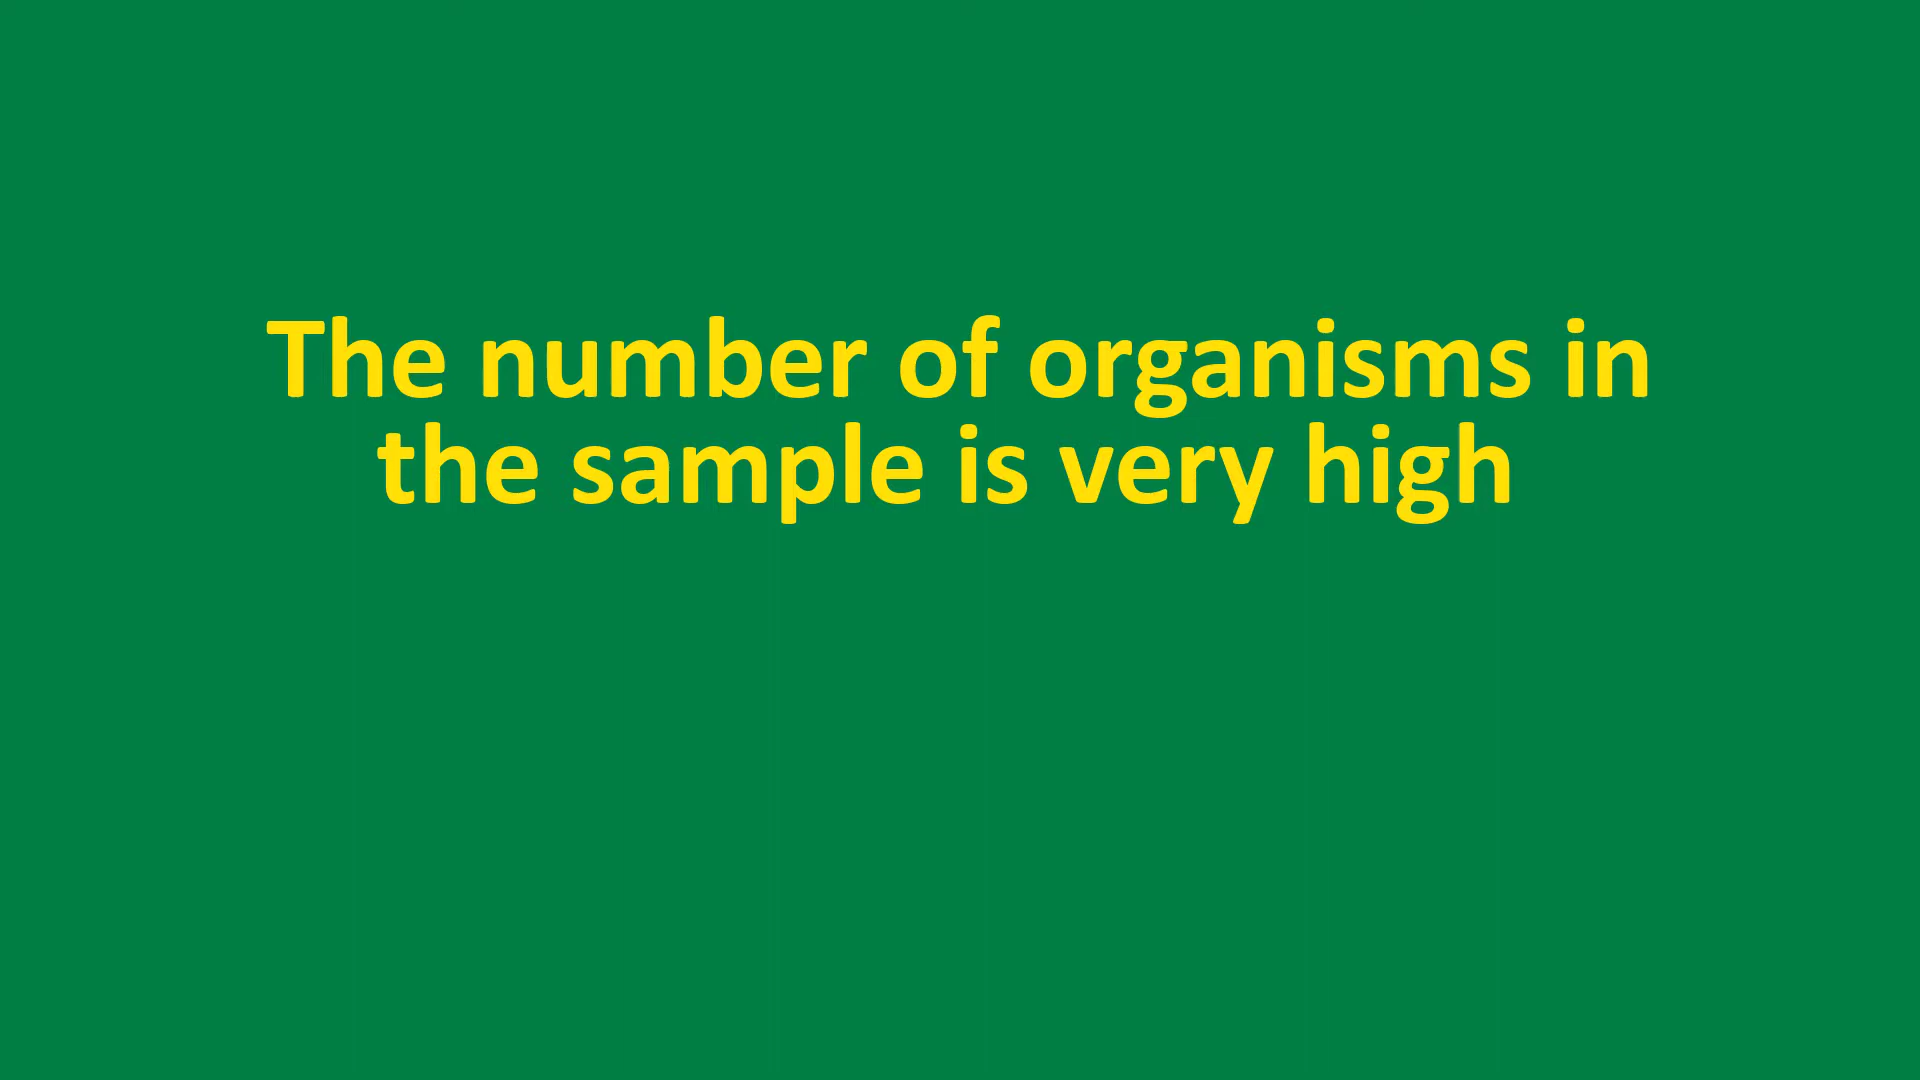 The number of organisms in
the sample is very high